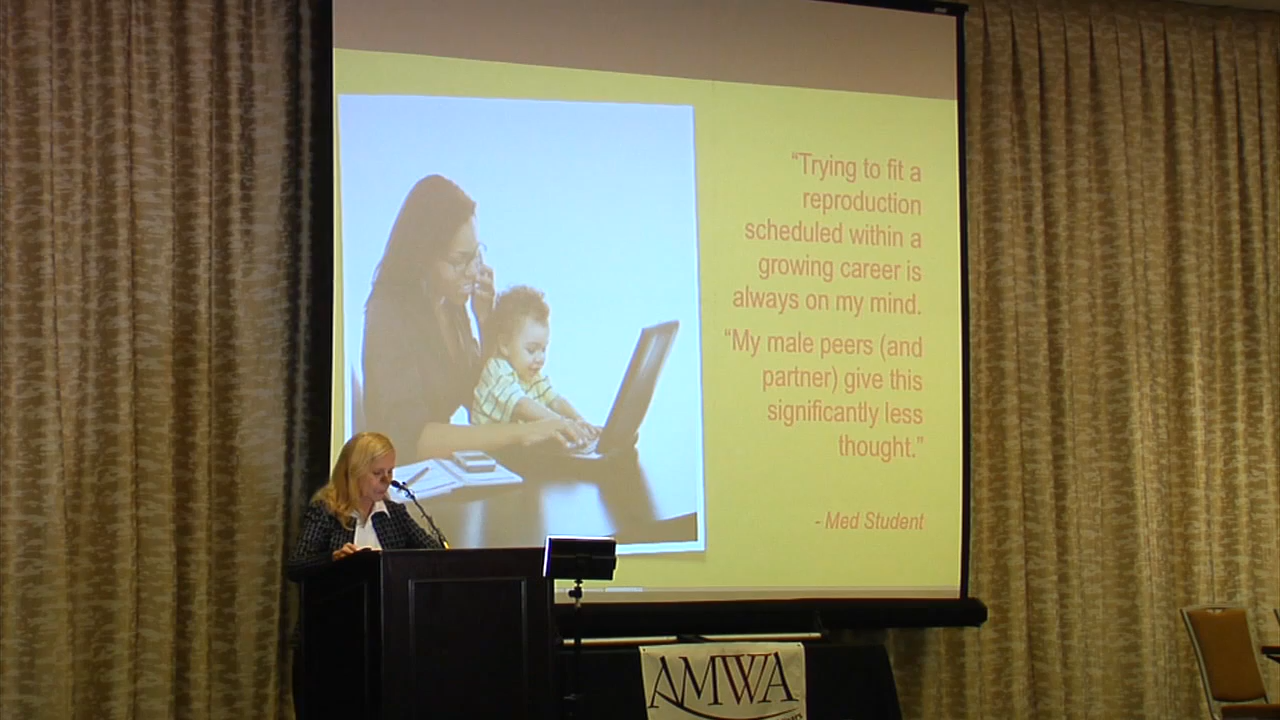 “Trying to fit a
reproduction
scheduled within a
growing career is
always on my mind.
“My male peers (and
partner) give this
significantly less
thought.”
- Med Student
AMWA